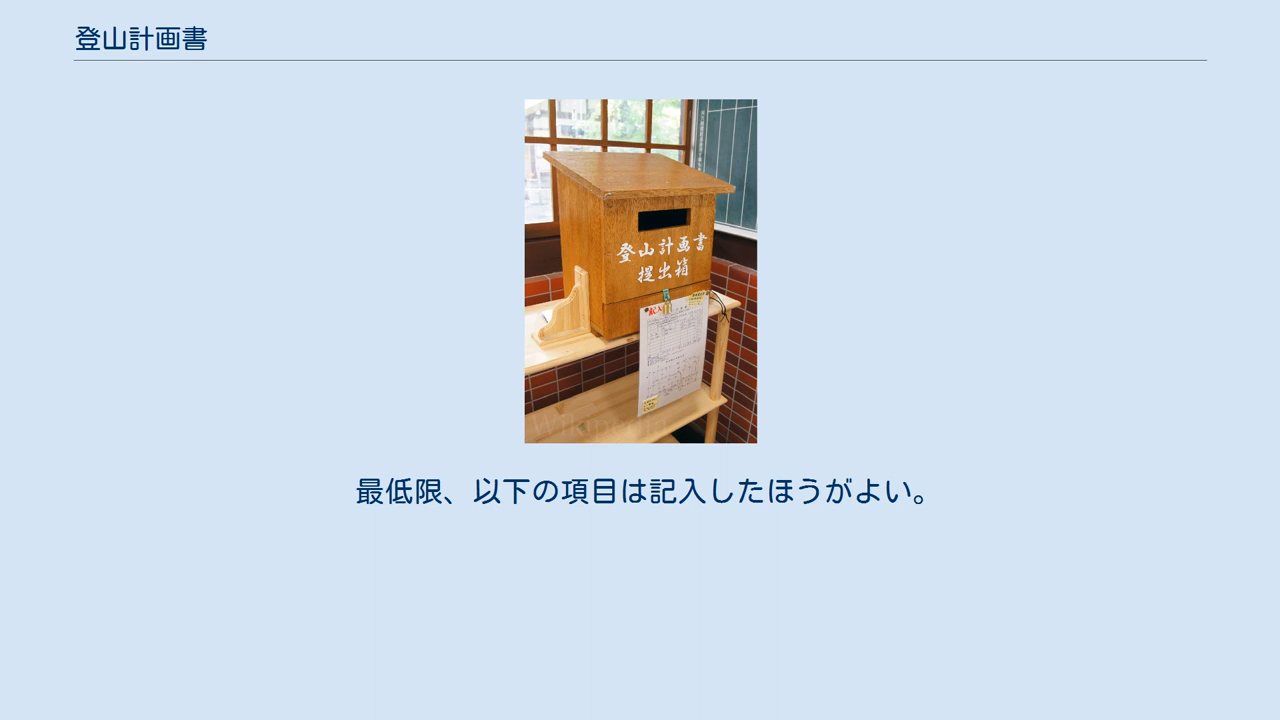 登山計画書
登山計画書
提出箱
最低限、以下の項目は記入したほうがよい。